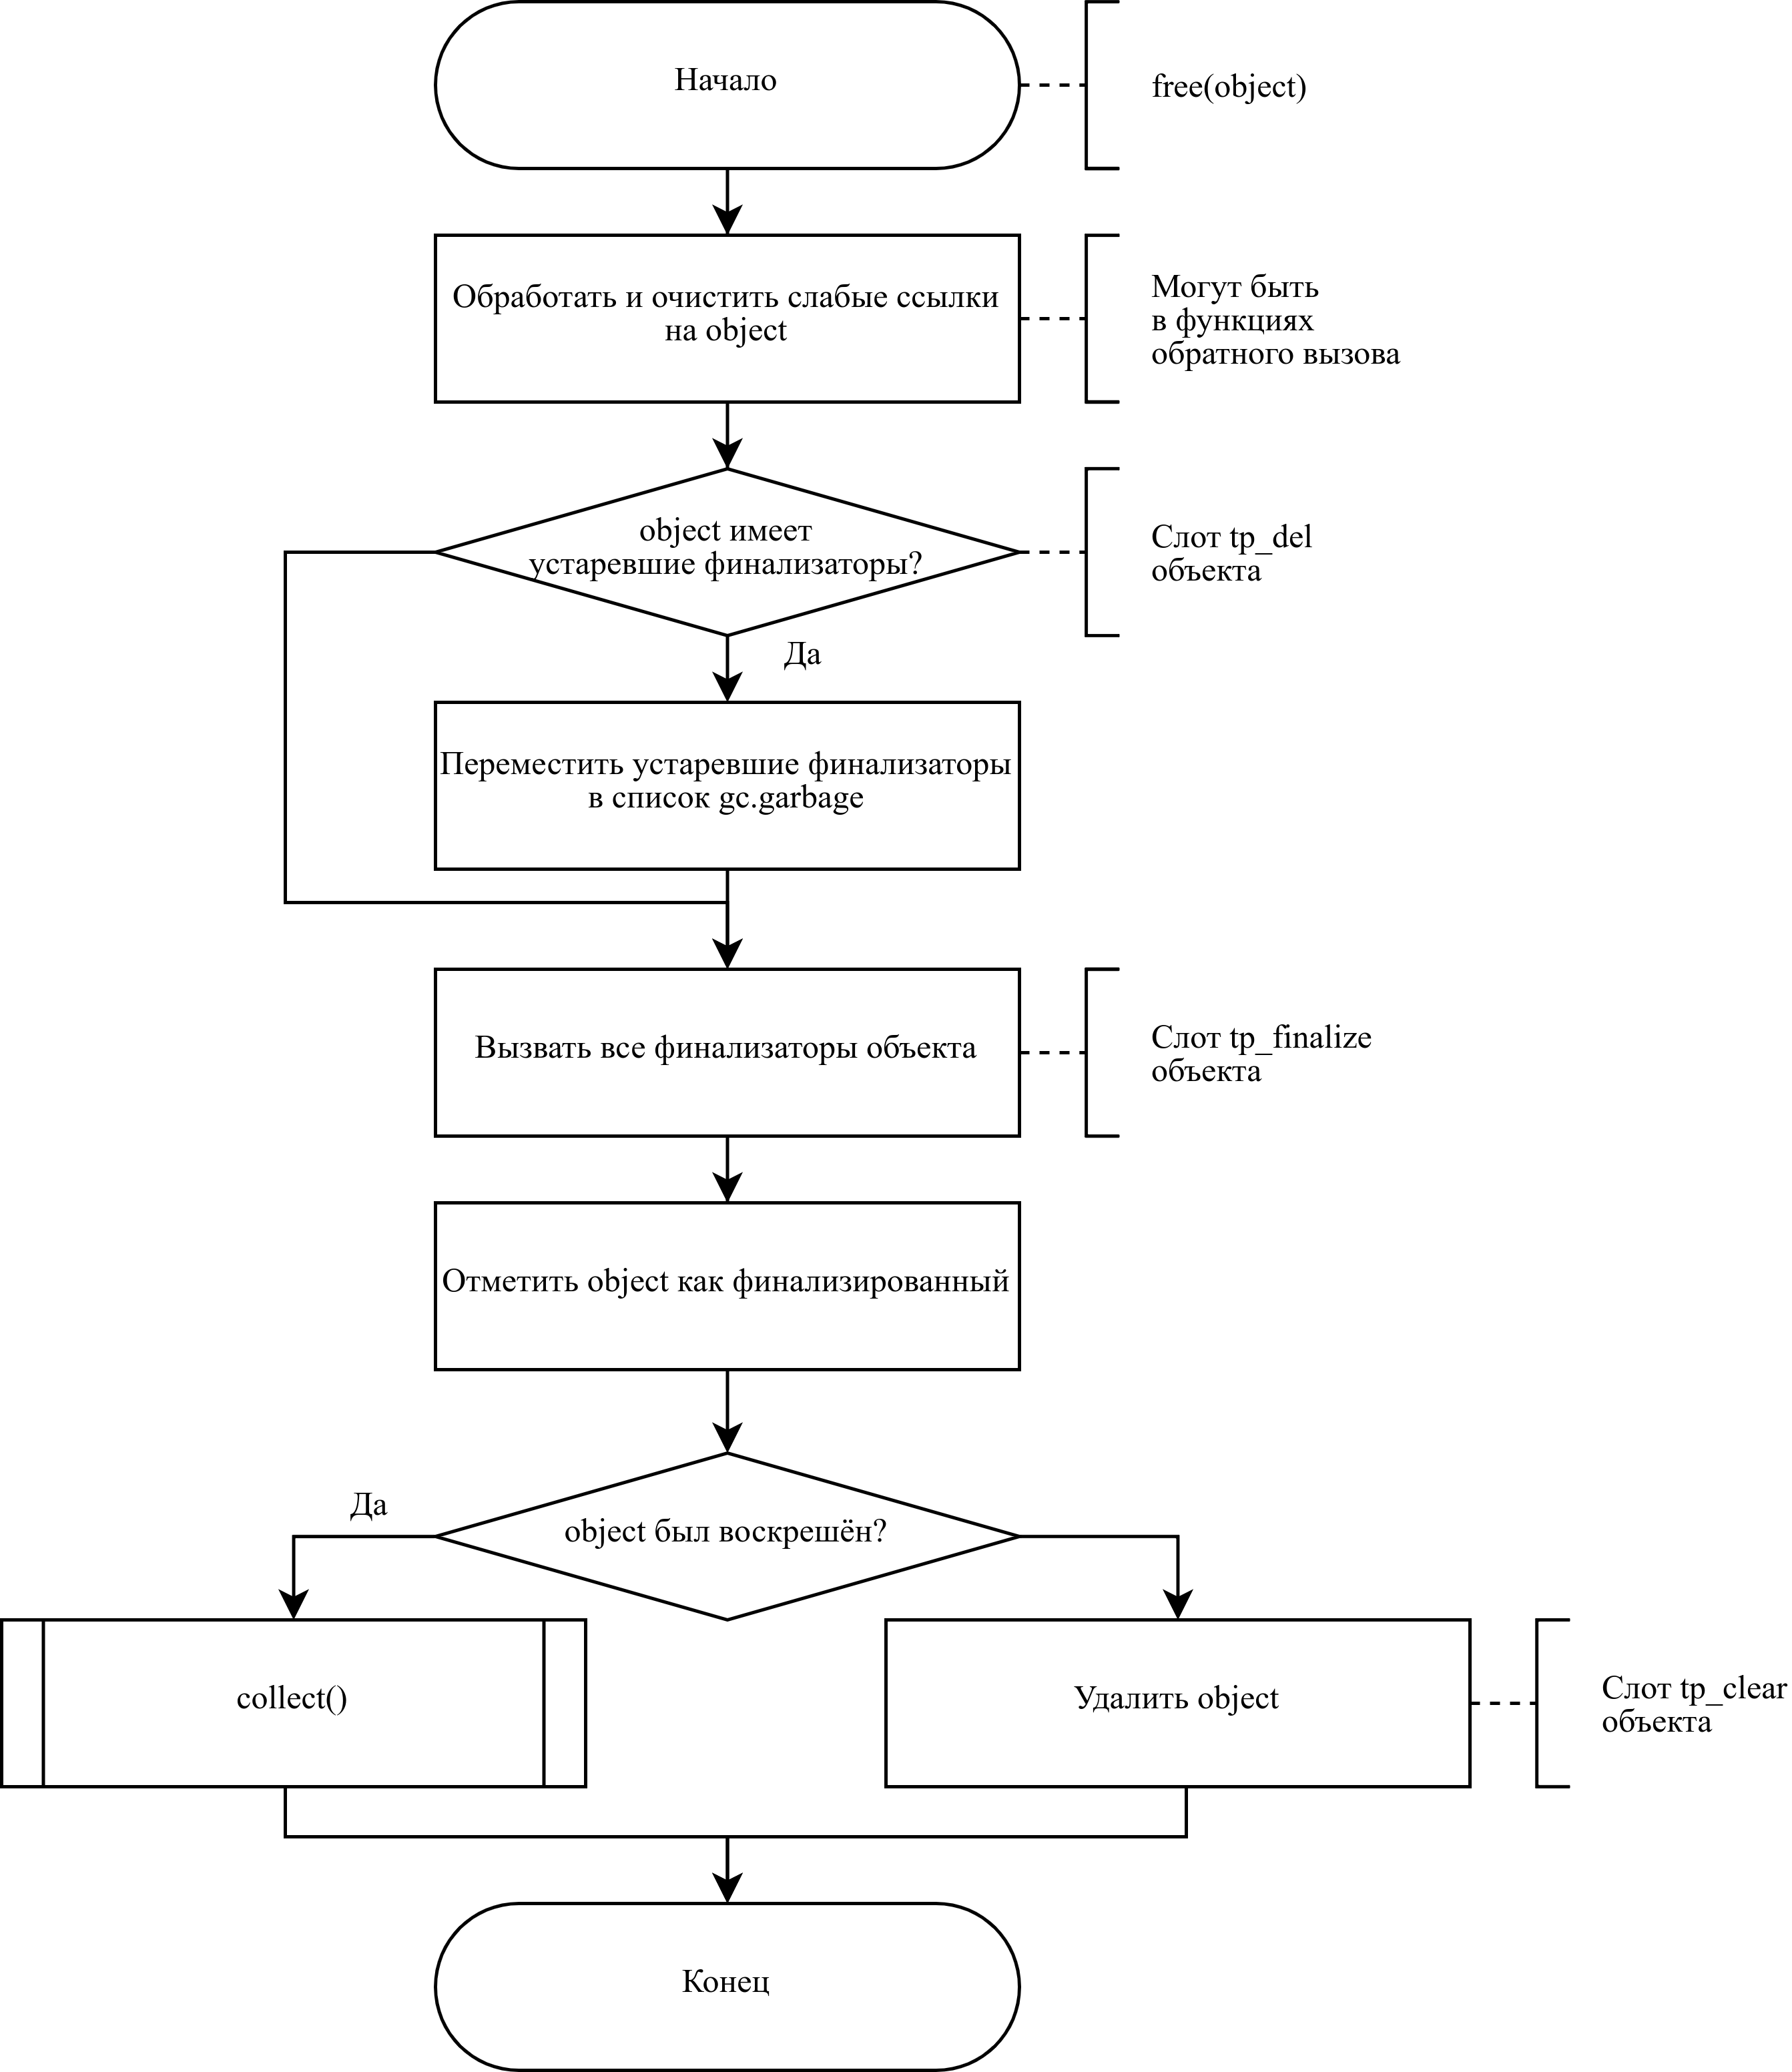 Начало
free(object)
Обработать и очистить слабые ссылки
на object
Могут быть
в функциях
обратного вызова
object имеет
устаревшие финализаторы?
Слот tp_del
объекта
Да
Переместить устаревшие финализаторы
в список gc.garbage
Вызвать все финализаторы объекта
Слот tp_finalize
объекта
Отметить object как финализированный
Да
object был воскрешён?
collect()
Удалить object
Слот tp_clear
объекта
Конец